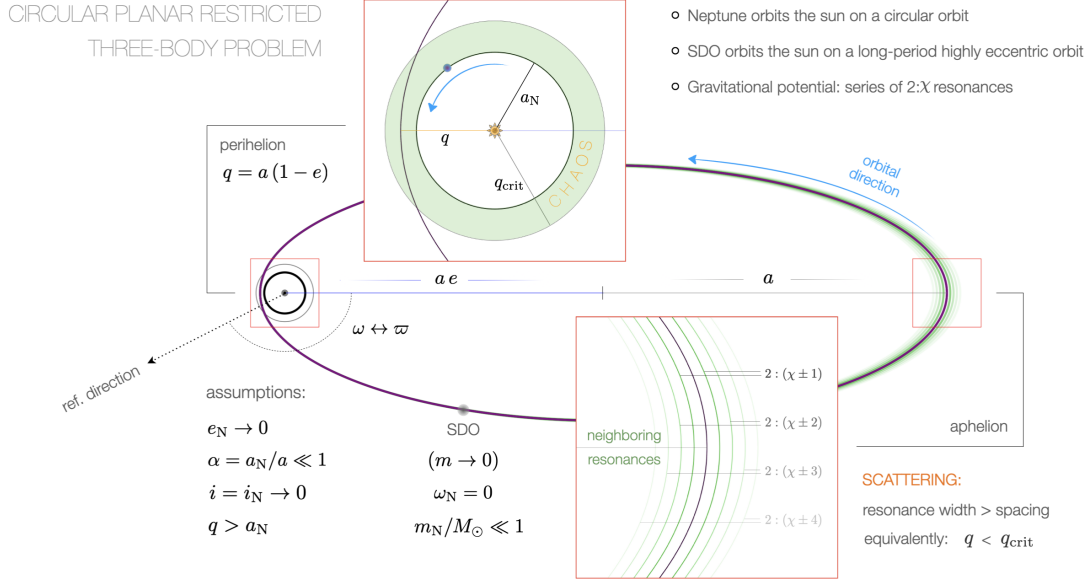 CIRCULAR PLANAR RESTRICTED
THREE-BODY PROBLEM
Neptune orbits the sun on a circular orbit
SDO orbits the sun on a long-period highly eccentric orbit
Gravitational potential: series of 2:χ resonances
perihelion
q = a (1 − e)
a_N
q
q_crit
CHAOS
orbital
direction
a e
a
ω ↔ ϖ
ref. direction
assumptions:
e_N → 0
α = a_N/a ≪ 1
i = i_N → 0
q > a_N
SDO
(m → 0)
ω_N = 0
m_N/M_⊙ ≪ 1
neighboring
resonances
2 : (χ ± 1)
2 : (χ ± 2)
2 : (χ ± 3)
2 : (χ ± 4)
aphelion
SCATTERING:
resonance width > spacing
equivalently: q < q_crit